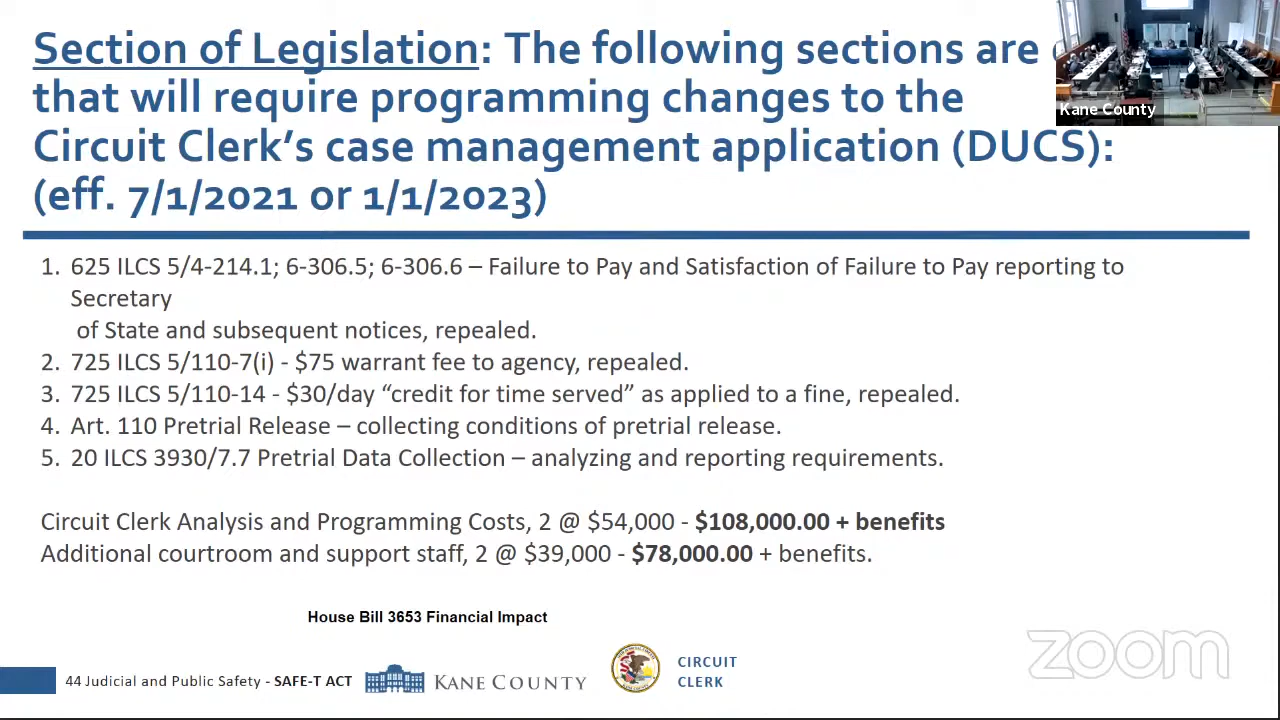 Section of Legislation: The following sections are
that will require programming changes to the
Circuit Clerk’s case management application (DUCS):
(eff. 7/1/2021 or 1/1/2023)
Kane County
1. 625 ILCS 5/4-214.1; 6-306.5; 6-306.6 – Failure to Pay and Satisfaction of Failure to Pay reporting to
Secretary
of State and subsequent notices, repealed.
2. 725 ILCS 5/110-7(i) - $75 warrant fee to agency, repealed.
3. 725 ILCS 5/110-14 - $30/day “credit for time served” as applied to a fine, repealed.
4. Art. 110 Pretrial Release – collecting conditions of pretrial release.
5. 20 ILCS 3930/7.7 Pretrial Data Collection – analyzing and reporting requirements.
Circuit Clerk Analysis and Programming Costs, 2 @ $54,000 - $108,000.00 + benefits
Additional courtroom and support staff, 2 @ $39,000 - $78,000.00 + benefits.
House Bill 3653 Financial Impact
44 Judicial and Public Safety - SAFE-T ACT
KANE COUNTY
CIRCUIT
CLERK
zoom